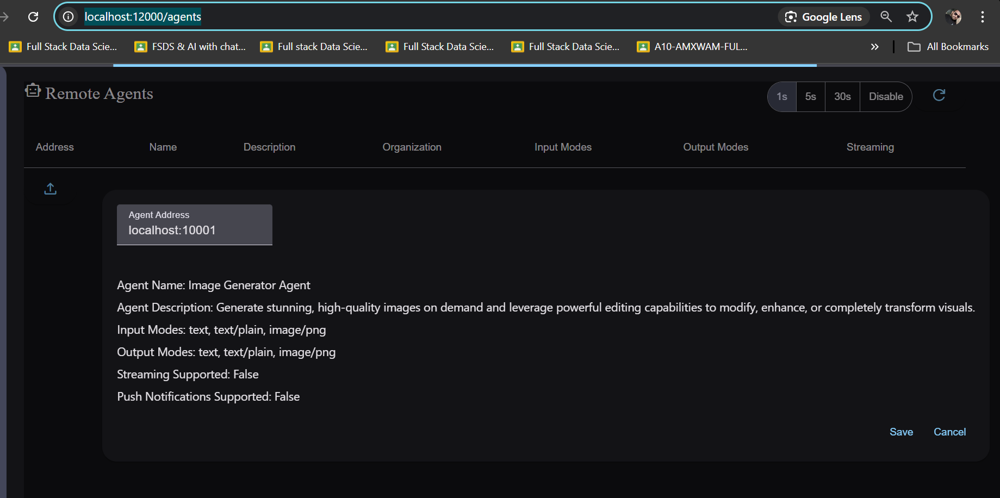 localhost:12000/agents
Google Lens
Full Stack Data Scie...
FSDS & AI with chat...
Full stack Data Scie...
Full Stack Data Scie...
Full Stack Data Scie...
A10-AMXWAM-FUL...
All Bookmarks
Remote Agents
1s 5s 30s Disable
Address Name Description Organization Input Modes Output Modes Streaming
Agent Address
localhost:10001
Agent Name: Image Generator Agent
Agent Description: Generate stunning, high-quality images on demand and leverage powerful editing capabilities to modify, enhance, or completely transform visuals.
Input Modes: text, text/plain, image/png
Output Modes: text, text/plain, image/png
Streaming Supported: False
Push Notifications Supported: False
Save Cancel